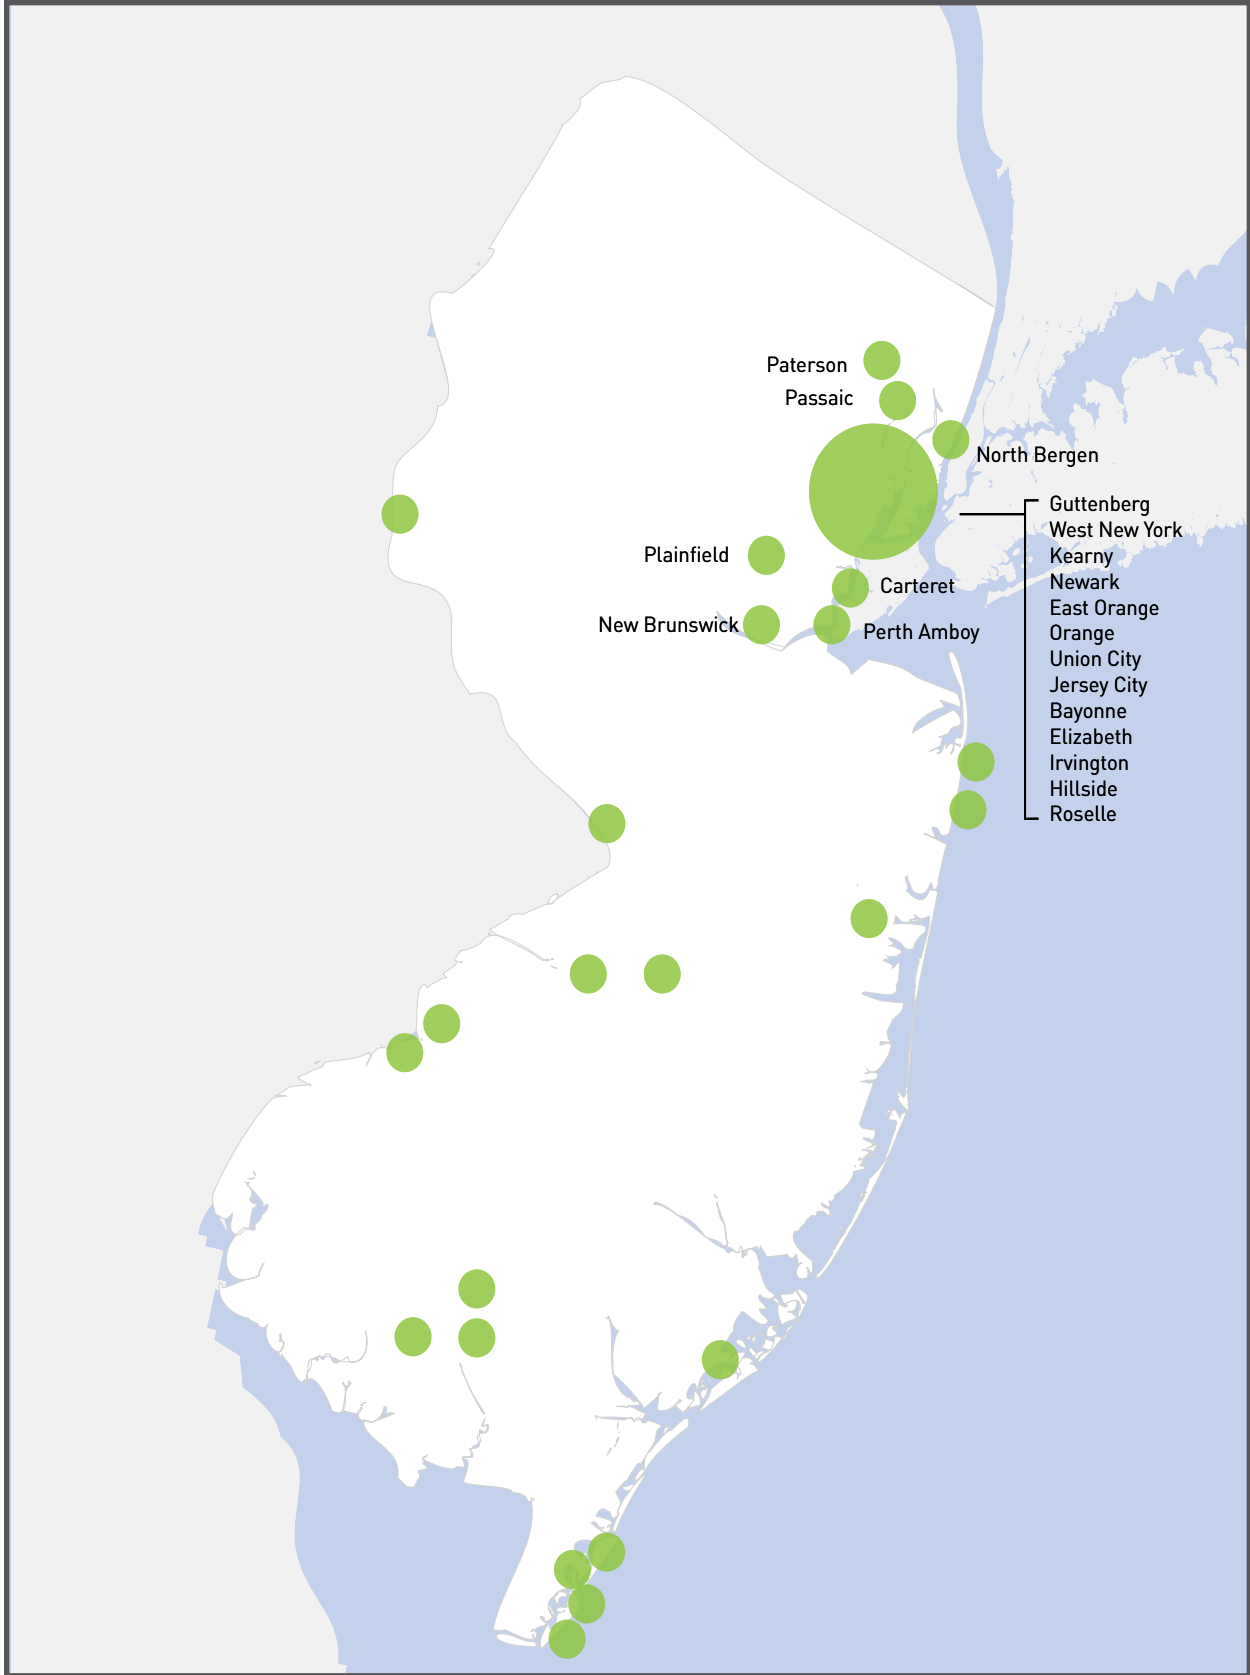 Paterson
Passaic
North Bergen
Guttenberg
West New York
Kearny
Newark
East Orange
Orange
Union City
Jersey City
Bayonne
Elizabeth
Irvington
Hillside
Roselle
Plainfield
Carteret
New Brunswick
Perth Amboy